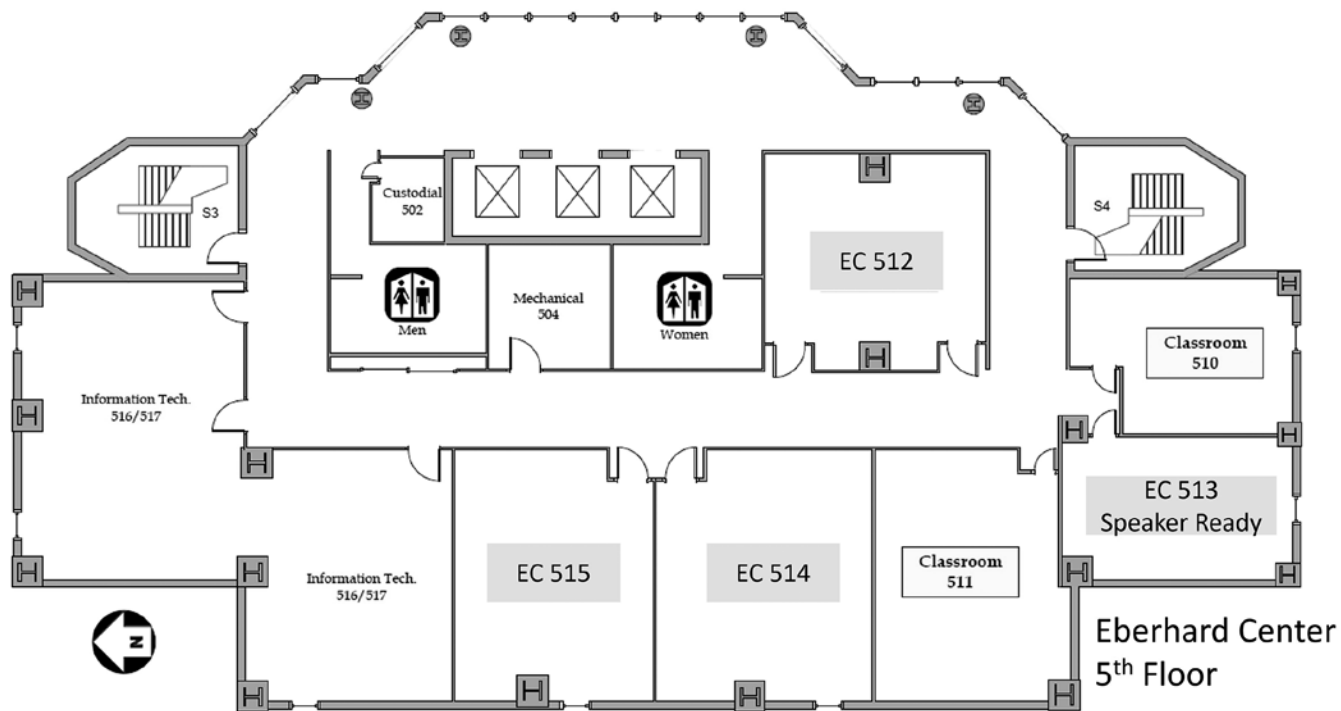 S3
Custodial
502
S4
EC 512
Mechanical
504
Men
Women
Classroom
510
Information Tech.
516/517
EC 513
Speaker Ready
EC 515
EC 514
Classroom
511
Information Tech.
516/517
N
Eberhard Center
5th Floor